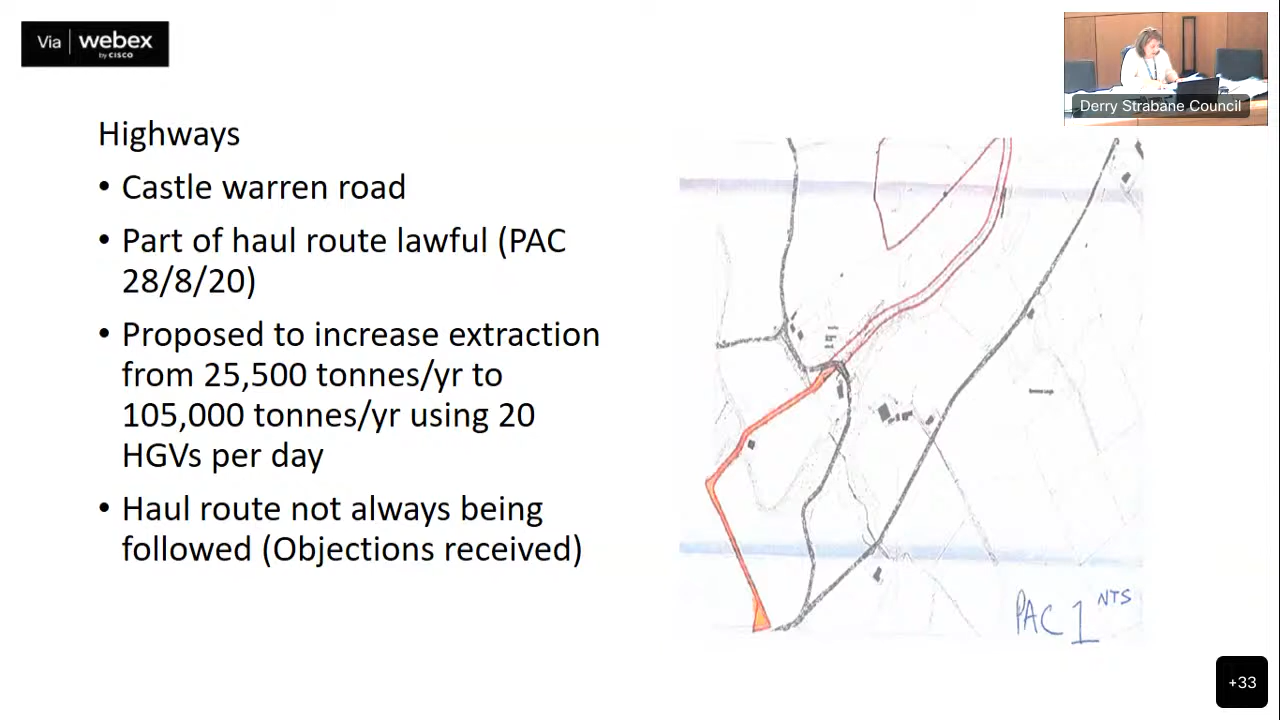 Via webex
by CISCO
Derry Strabane Council
Highways
• Castle warren road
• Part of haul route lawful (PAC
28/8/20)
• Proposed to increase extraction
from 25,500 tonnes/yr to
105,000 tonnes/yr using 20
HGVs per day
• Haul route not always being
followed (Objections received)
PAC 1 NTS
+33